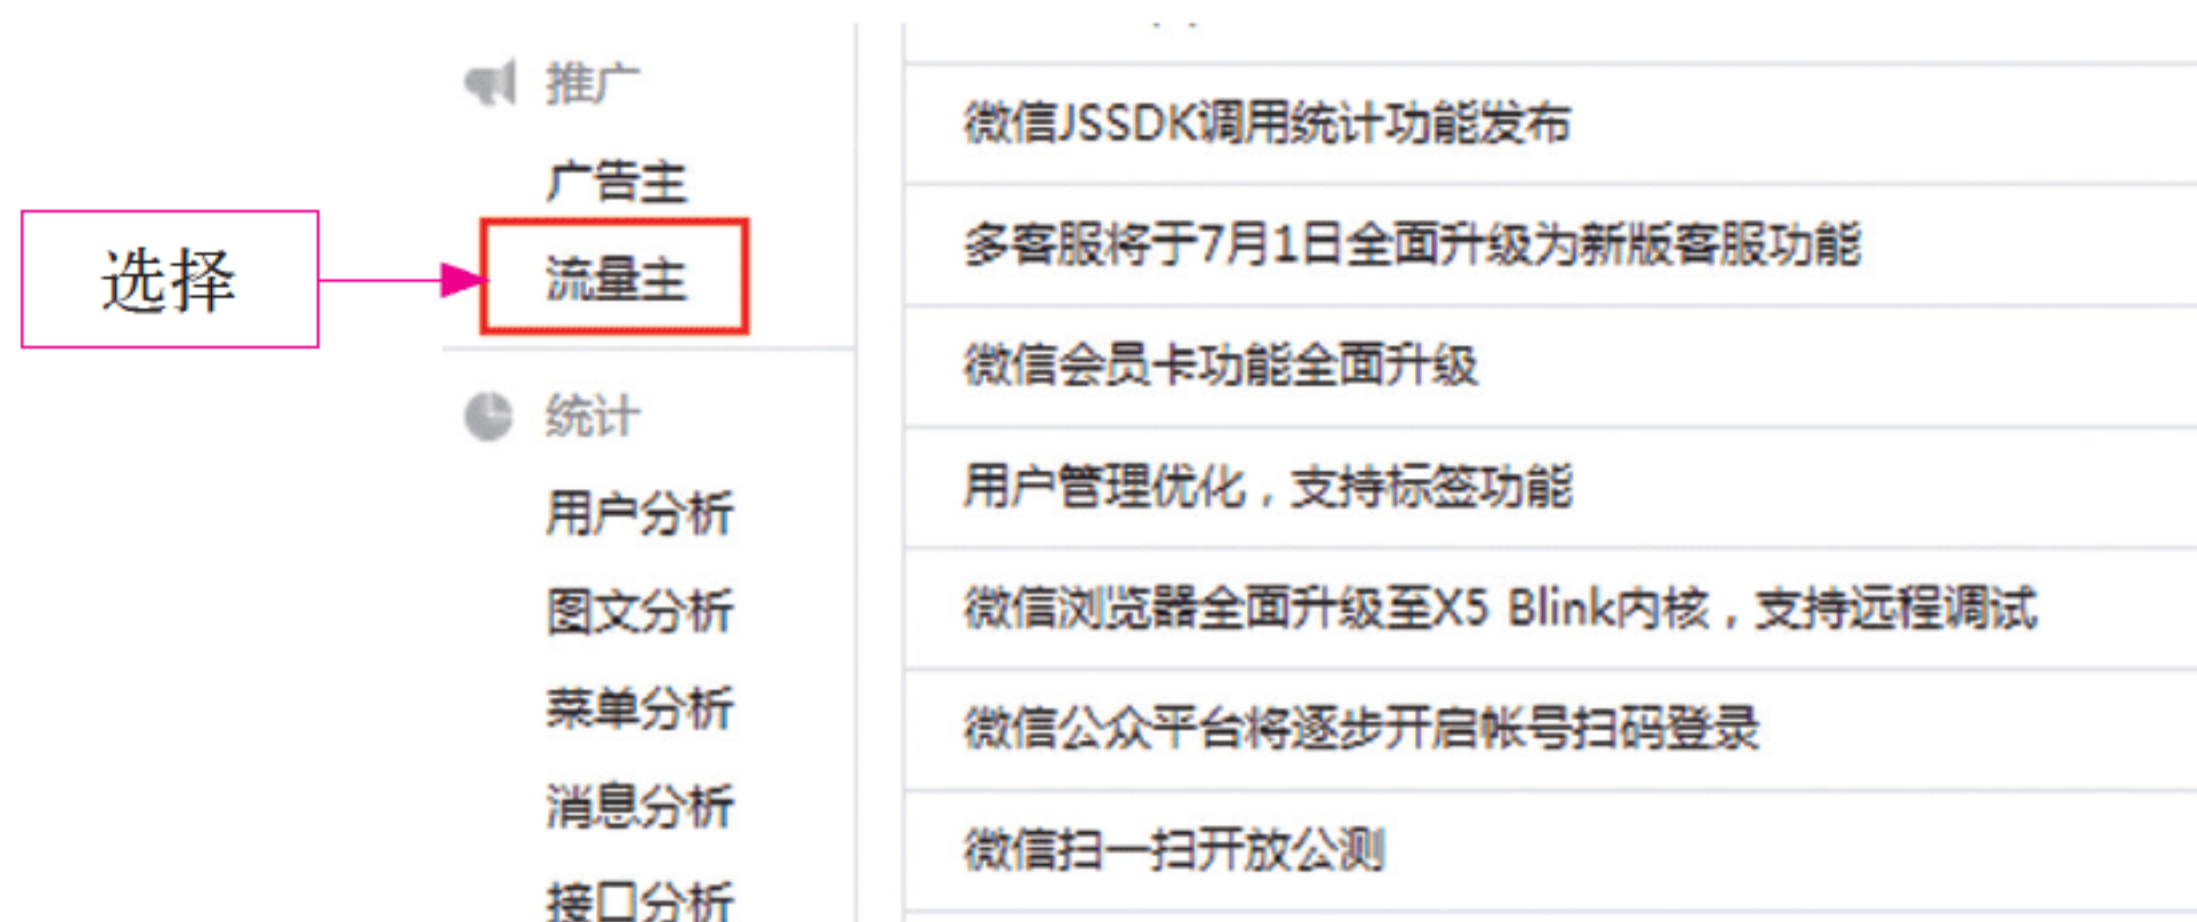 推广
广告主
选择
流量主
统计
用户分析
图文分析
菜单分析
消息分析
接口分析
微信JSSDK调用统计功能发布
多客服将于7月1日全面升级为新版客服功能
微信会员卡功能全面升级
用户管理优化，支持标签功能
微信浏览器全面升级至X5 Blink内核，支持远程调试
微信公众平台将逐步开启帐号扫码登录
微信扫一扫开放公测